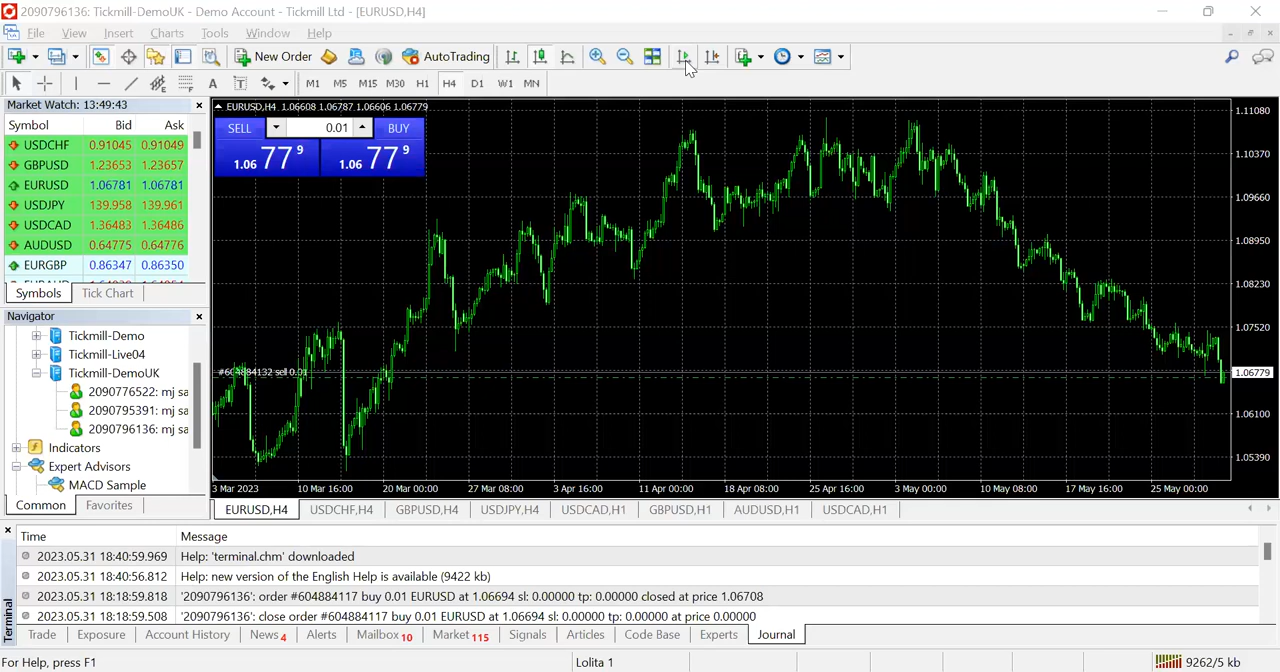 2090796136: Tickmill-DemoUK - Demo Account - Tickmill Ltd - [EURUSD,H4]
File View Insert Charts Tools Window Help
New Order AutoTrading
A T M1 M5 M15 M30 H1 H4 D1 W1 MN
Market Watch: 13:49:43
Symbol Bid Ask
USDCHF 0.91045 0.91049
GBPUSD 1.23653 1.23657
EURUSD 1.06781 1.06781
USDJPY 139.958 139.961
USDCAD 1.36483 1.36486
AUDUSD 0.64775 0.64776
EURGBP 0.86347 0.86350
Symbols Tick Chart
Navigator
Tickmill-Demo
Tickmill-Live04
Tickmill-DemoUK
2090776522: mj sa
2090795391: mj sa
2090796136: mj sa
Indicators
Expert Advisors
MACD Sample
Common Favorites
EURUSD,H4 1.06608 1.06787 1.06606 1.06779
SELL 0.01 BUY
1.06 77 9 1.06 77 9
#604884132 sell 0.01
1.11080
1.10370
1.09660
1.08950
1.08230
1.07520
1.06779
1.06100
1.05390
3 Mar 2023 10 Mar 16:00 20 Mar 00:00 27 Mar 08:00 3 Apr 16:00 11 Apr 00:00 18 Apr 08:00 25 Apr 16:00 3 May 00:00 10 May 08:00 17 May 16:00 25 May 00:00
EURUSD,H4 USDCHF,H4 GBPUSD,H4 USDJPY,H4 USDCAD,H1 GBPUSD,H1 AUDUSD,H1 USDCAD,H1
Time Message
2023.05.31 18:40:59.969 Help: 'terminal.chm' downloaded
2023.05.31 18:40:56.812 Help: new version of the English Help is available (9422 kb)
2023.05.31 18:18:59.818 '2090796136': order #604884117 buy 0.01 EURUSD at 1.06694 sl: 0.00000 tp: 0.00000 closed at price 1.06708
2023.05.31 18:18:59.508 '2090796136': close order #604884117 buy 0.01 EURUSD at 1.06694 sl: 0.00000 tp: 0.00000 at price 0.00000
Terminal
Trade Exposure Account History News 4 Alerts Mailbox 10 Market 115 Signals Articles Code Base Experts Journal
For Help, press F1 Lolita 1 9262/5 kb